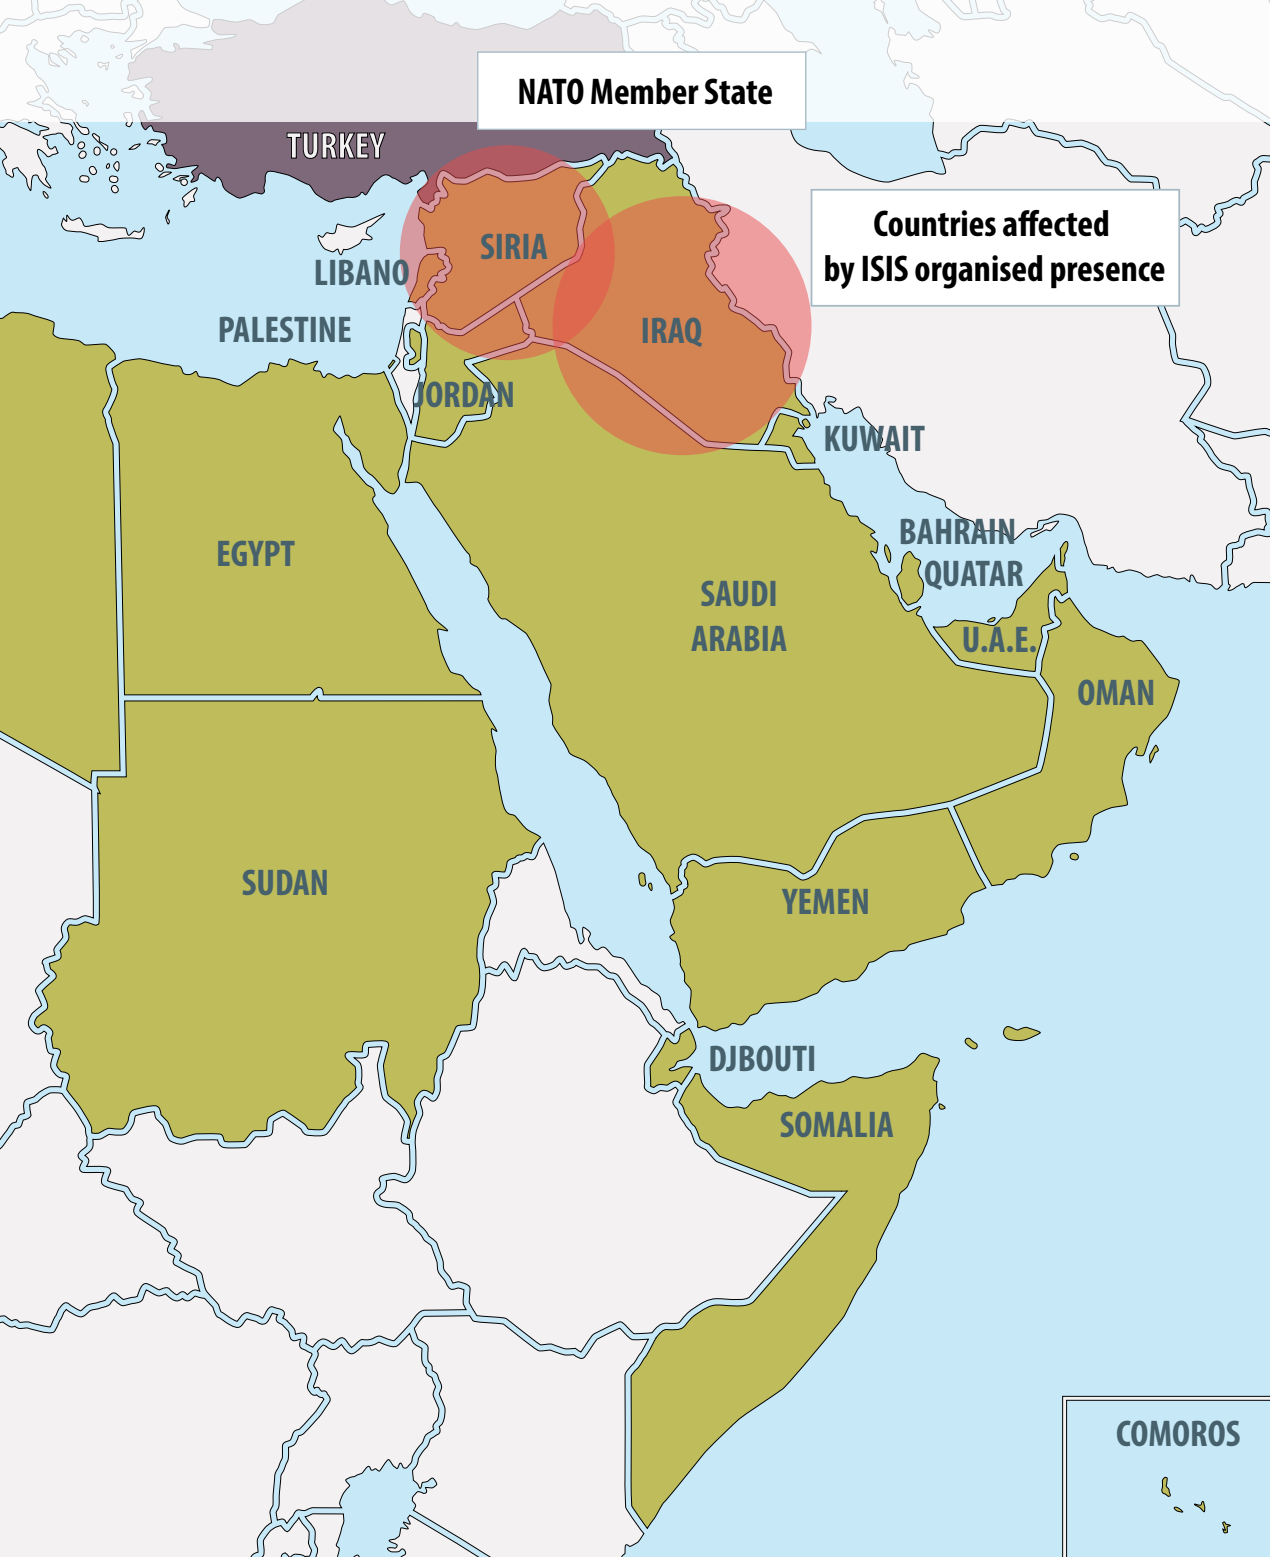 NATO Member State
TURKEY
Countries affected
by ISIS organised presence
SIRIA
LIBANO
PALESTINE
IRAQ
JORDAN
KUWAIT
BAHRAIN
EGYPT
QUATAR
SAUDI
ARABIA
U.A.E.
OMAN
SUDAN
YEMEN
DJBOUTI
SOMALIA
COMOROS